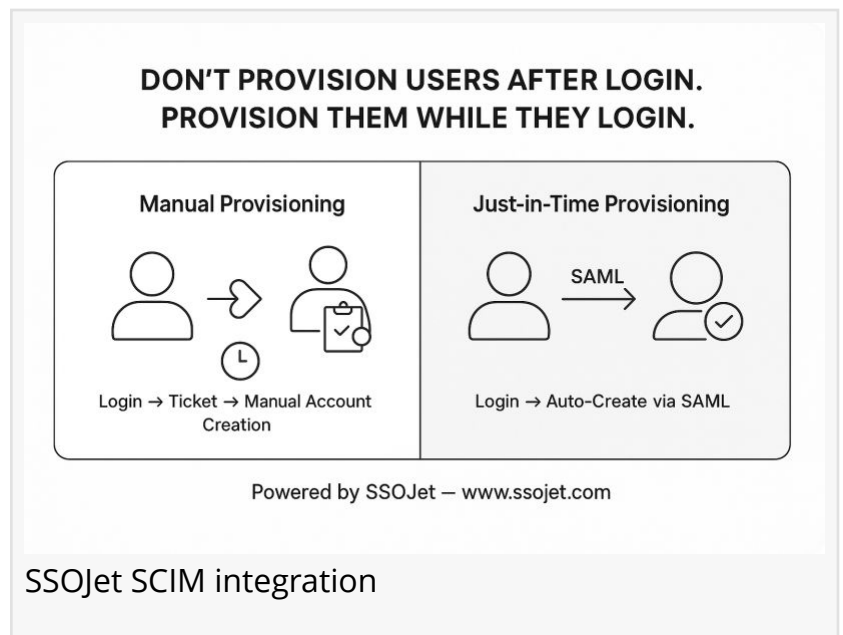 DON'T PROVISION USERS AFTER LOGIN.
PROVISION THEM WHILE THEY LOGIN.
Manual Provisioning
Login → Ticket → Manual Account
Creation
Just-in-Time Provisioning
SAML
Login → Auto-Create via SAML
Powered by SSOJet — www.ssojet.com
SSOJet SCIM integration